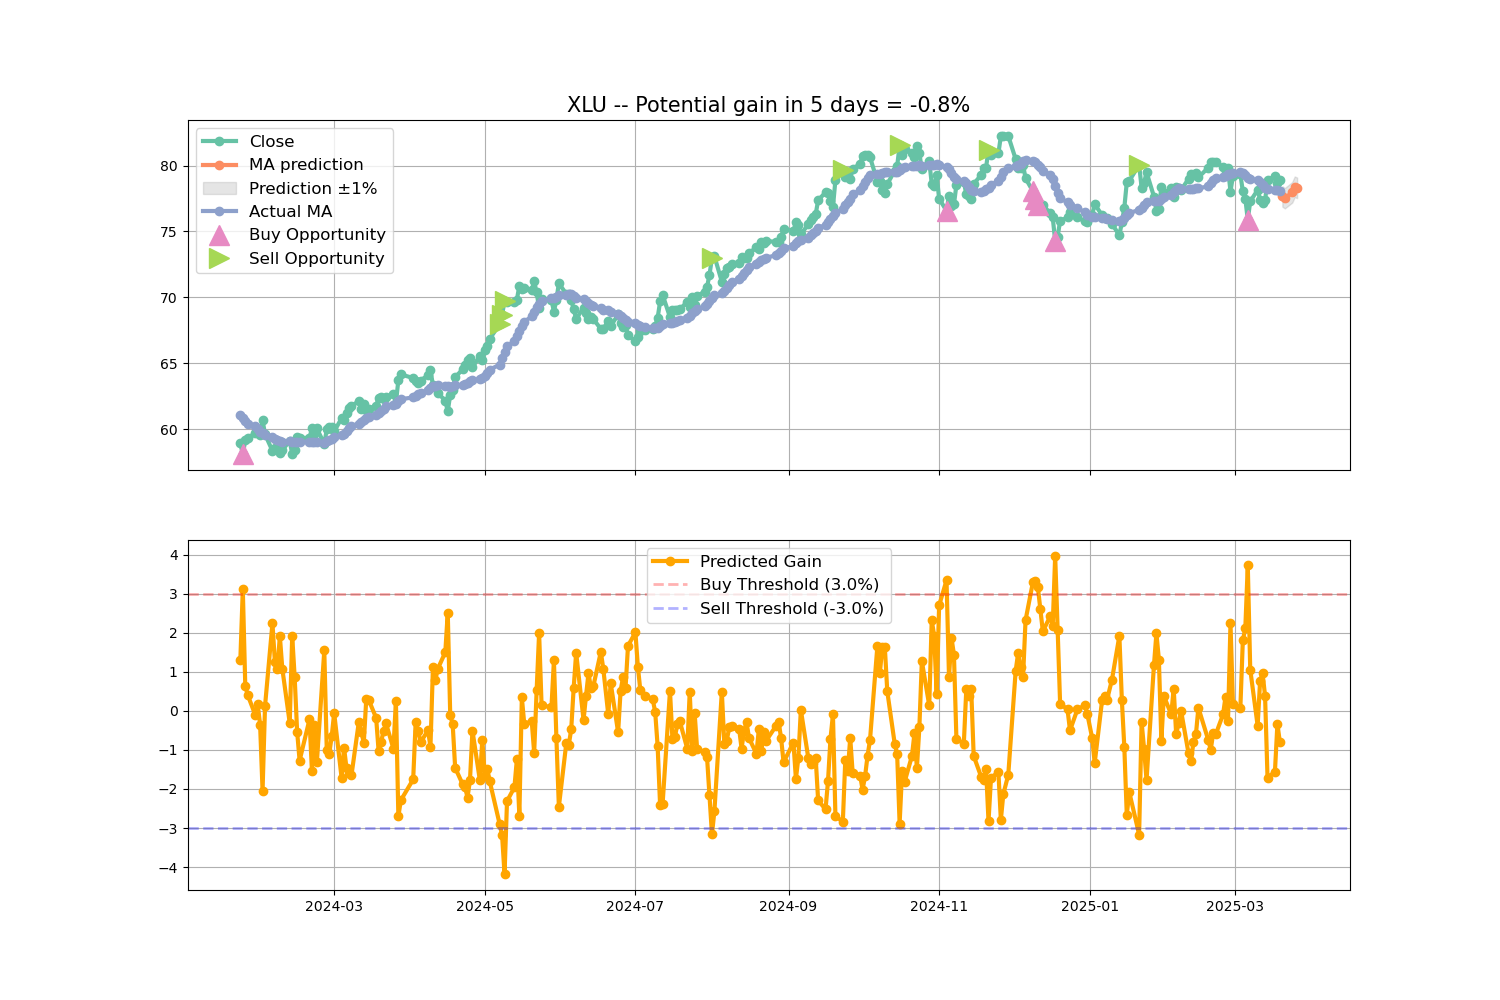 XLU -- Potential gain in 5 days = -0.8%
Close
MA prediction
Prediction ±1%
Actual MA
Buy Opportunity
Sell Opportunity
80
75
70
65
60
Predicted Gain
Buy Threshold (3.0%)
Sell Threshold (-3.0%)
4
3
2
1
0
−1
−2
−3
−4
2024-03 2024-05 2024-07 2024-09 2024-11 2025-01 2025-03